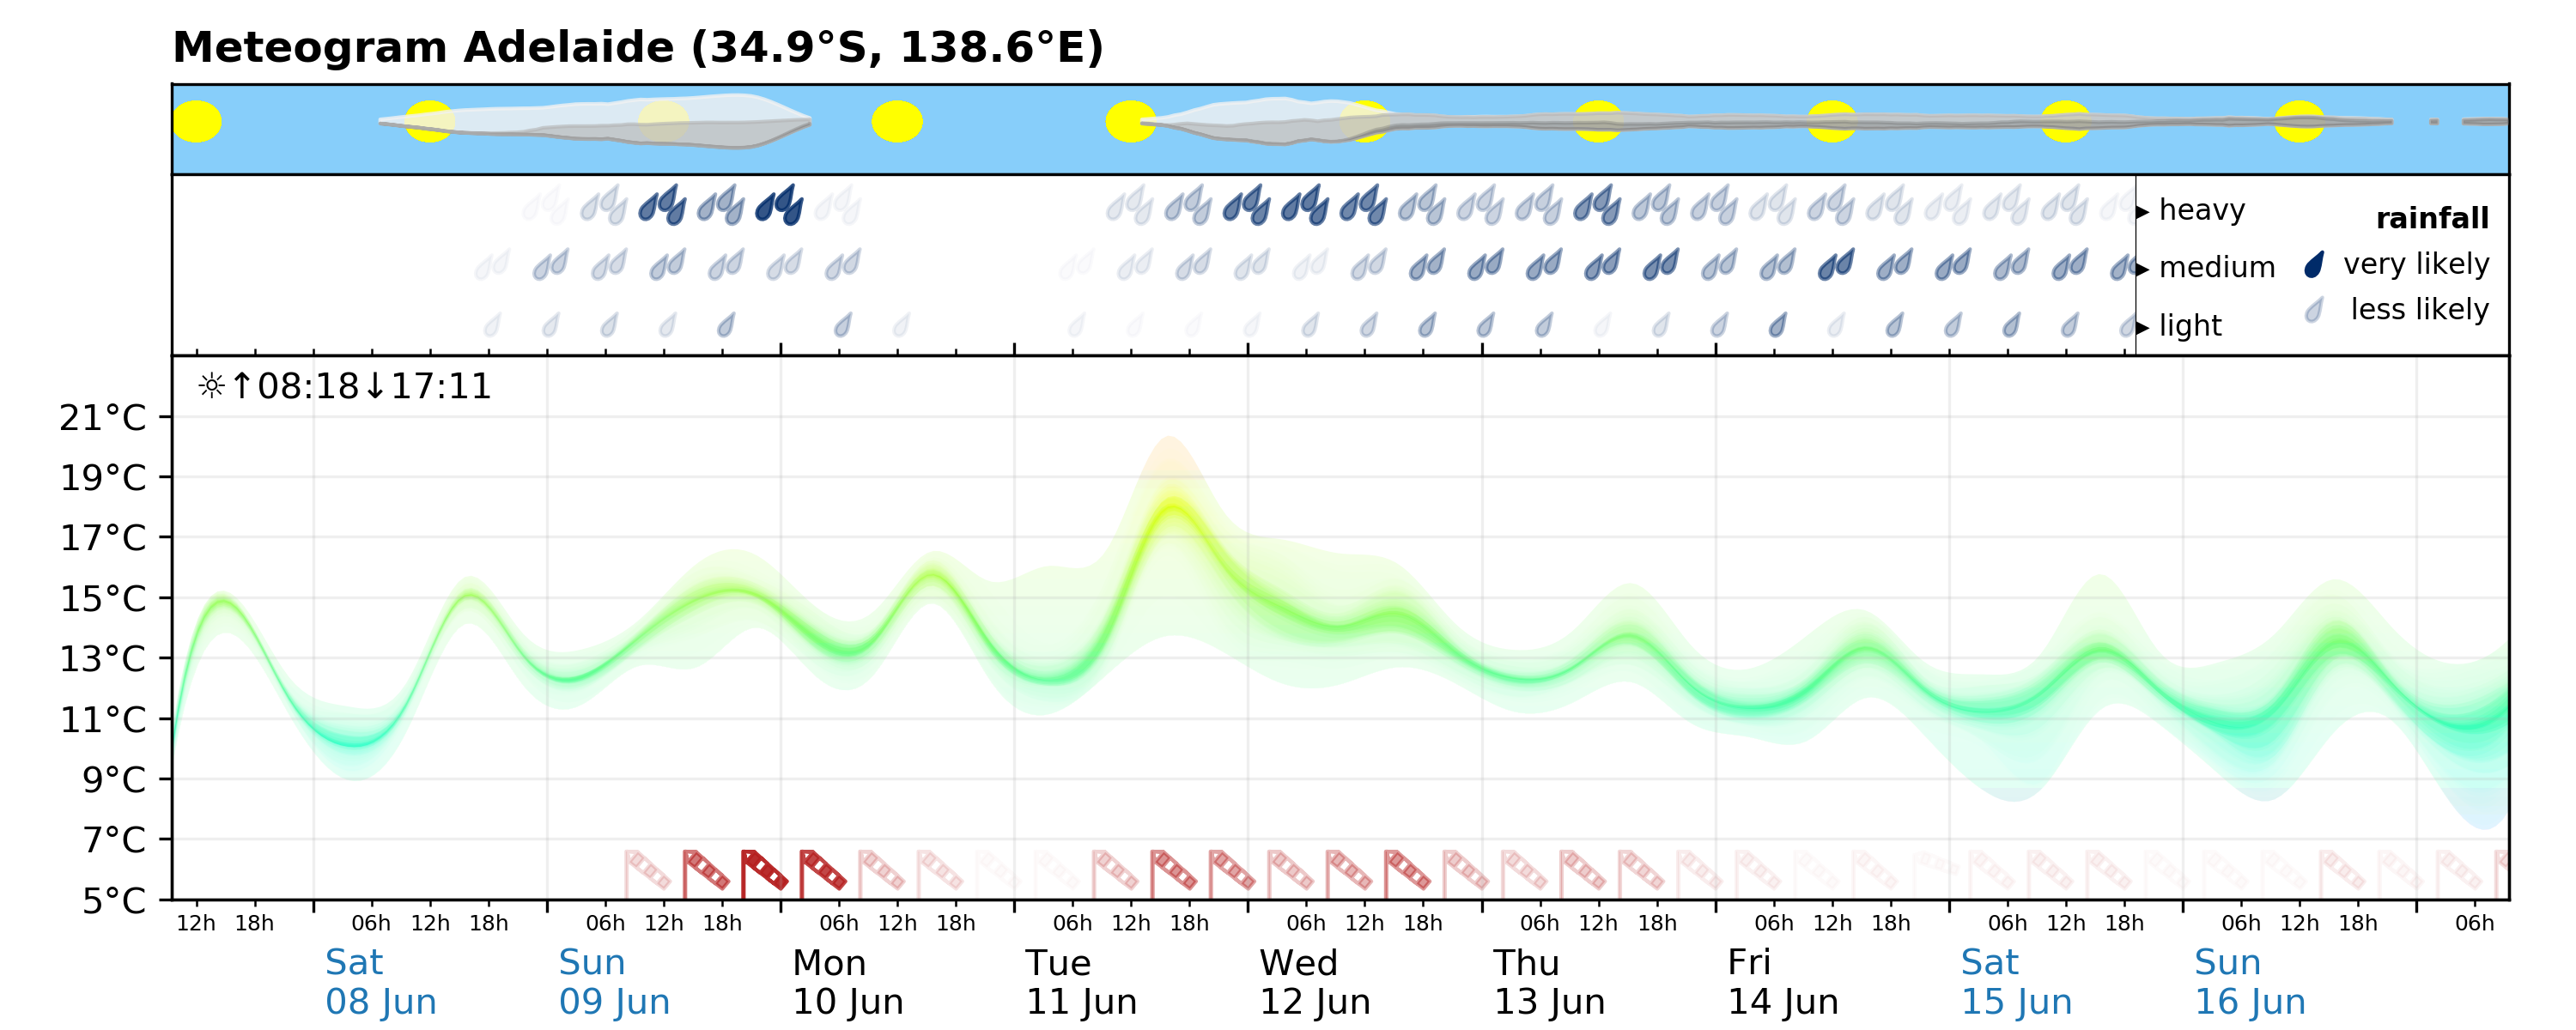 Meteogram Adelaide (34.9°S, 138.6°E)
▸ heavy
rainfall
▸ medium
very likely
less likely
▸ light
☼↑08:18↓17:11
21°C
19°C
17°C
15°C
13°C
11°C
9°C
7°C
5°C
12h 18h 06h 12h 18h 06h 12h 18h 06h 12h 18h 06h 12h 18h 06h 12h 18h 06h 12h 18h 06h 12h 18h 06h 12h 18h 06h 12h 18h 06h
Sat Sun Mon Tue Wed Thu Fri Sat Sun
08 Jun 09 Jun 10 Jun 11 Jun 12 Jun 13 Jun 14 Jun 15 Jun 16 Jun